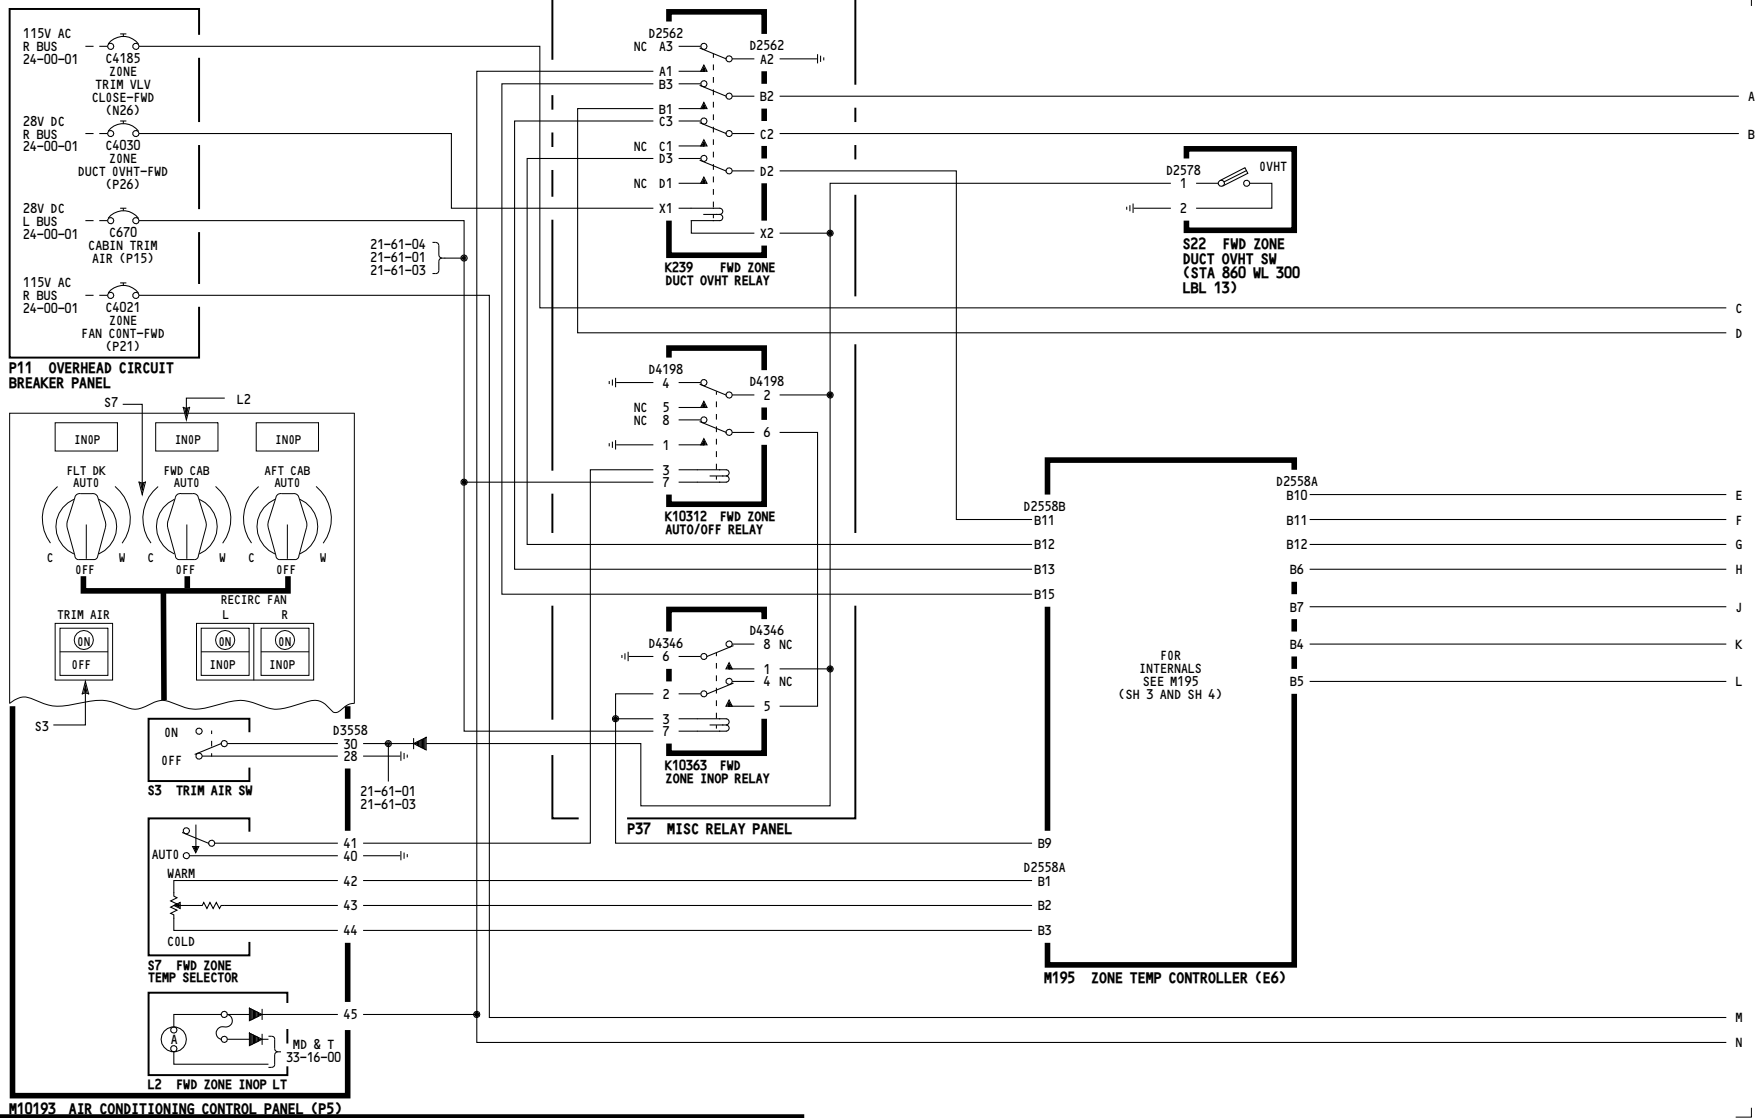 115V AC
R BUS
24-00-01
C4185
ZONE
TRIM VLV
CLOSE-FWD
(N26)
28V DC
R BUS
24-00-01
C4030
ZONE
DUCT OVHT-FWD
(P26)
28V DC
L BUS
24-00-01
C670
CABIN TRIM
AIR (P15)
115V AC
R BUS
24-00-01
C4021
ZONE
FAN CONT-FWD
(P21)
P11 OVERHEAD CIRCUIT
BREAKER PANEL
21-61-04
21-61-01
21-61-03
D2562
NC A3
A1
B3
B1
C3
NC C1
D3
NC D1
X1
D2562
A2
B2
C2
D2
X2
K239 FWD ZONE
DUCT OVHT RELAY
D2578
1
2
OVHT
S22 FWD ZONE
DUCT OVHT SW
(STA 860 WL 300
LBL 13)
A
B
C
D
D4198
4
NC 5
NC 8
1
3
7
D4198
2
6
K10312 FWD ZONE
AUTO/OFF RELAY
D4346
6
2
3
7
D4346
8 NC
1
4 NC
5
K10363 FWD
ZONE INOP RELAY
P37 MISC RELAY PANEL
S7
L2
INOP
INOP
INOP
FLT DK
AUTO
FWD CAB
AUTO
AFT CAB
AUTO
C W
C W
C W
OFF
OFF
OFF
RECIRC FAN
TRIM AIR
L R
ON
OFF
ON
INOP
ON
INOP
S3
ON
OFF
S3 TRIM AIR SW
D3558
30
28
21-61-01
21-61-03
AUTO
WARM
COLD
41
40
42
43
44
S7 FWD ZONE
TEMP SELECTOR
A
45
MD & T
33-16-00
L2 FWD ZONE INOP LT
M10193 AIR CONDITIONING CONTROL PANEL (P5)
D2558B
B11
B12
B13
B15
B9
D2558A
B1
B2
B3
FOR
INTERNALS
SEE M195
(SH 3 AND SH 4)
D2558A
B10
B11
B12
B6
B7
B4
B5
M195 ZONE TEMP CONTROLLER (E6)
E
F
G
H
J
K
L
M
N